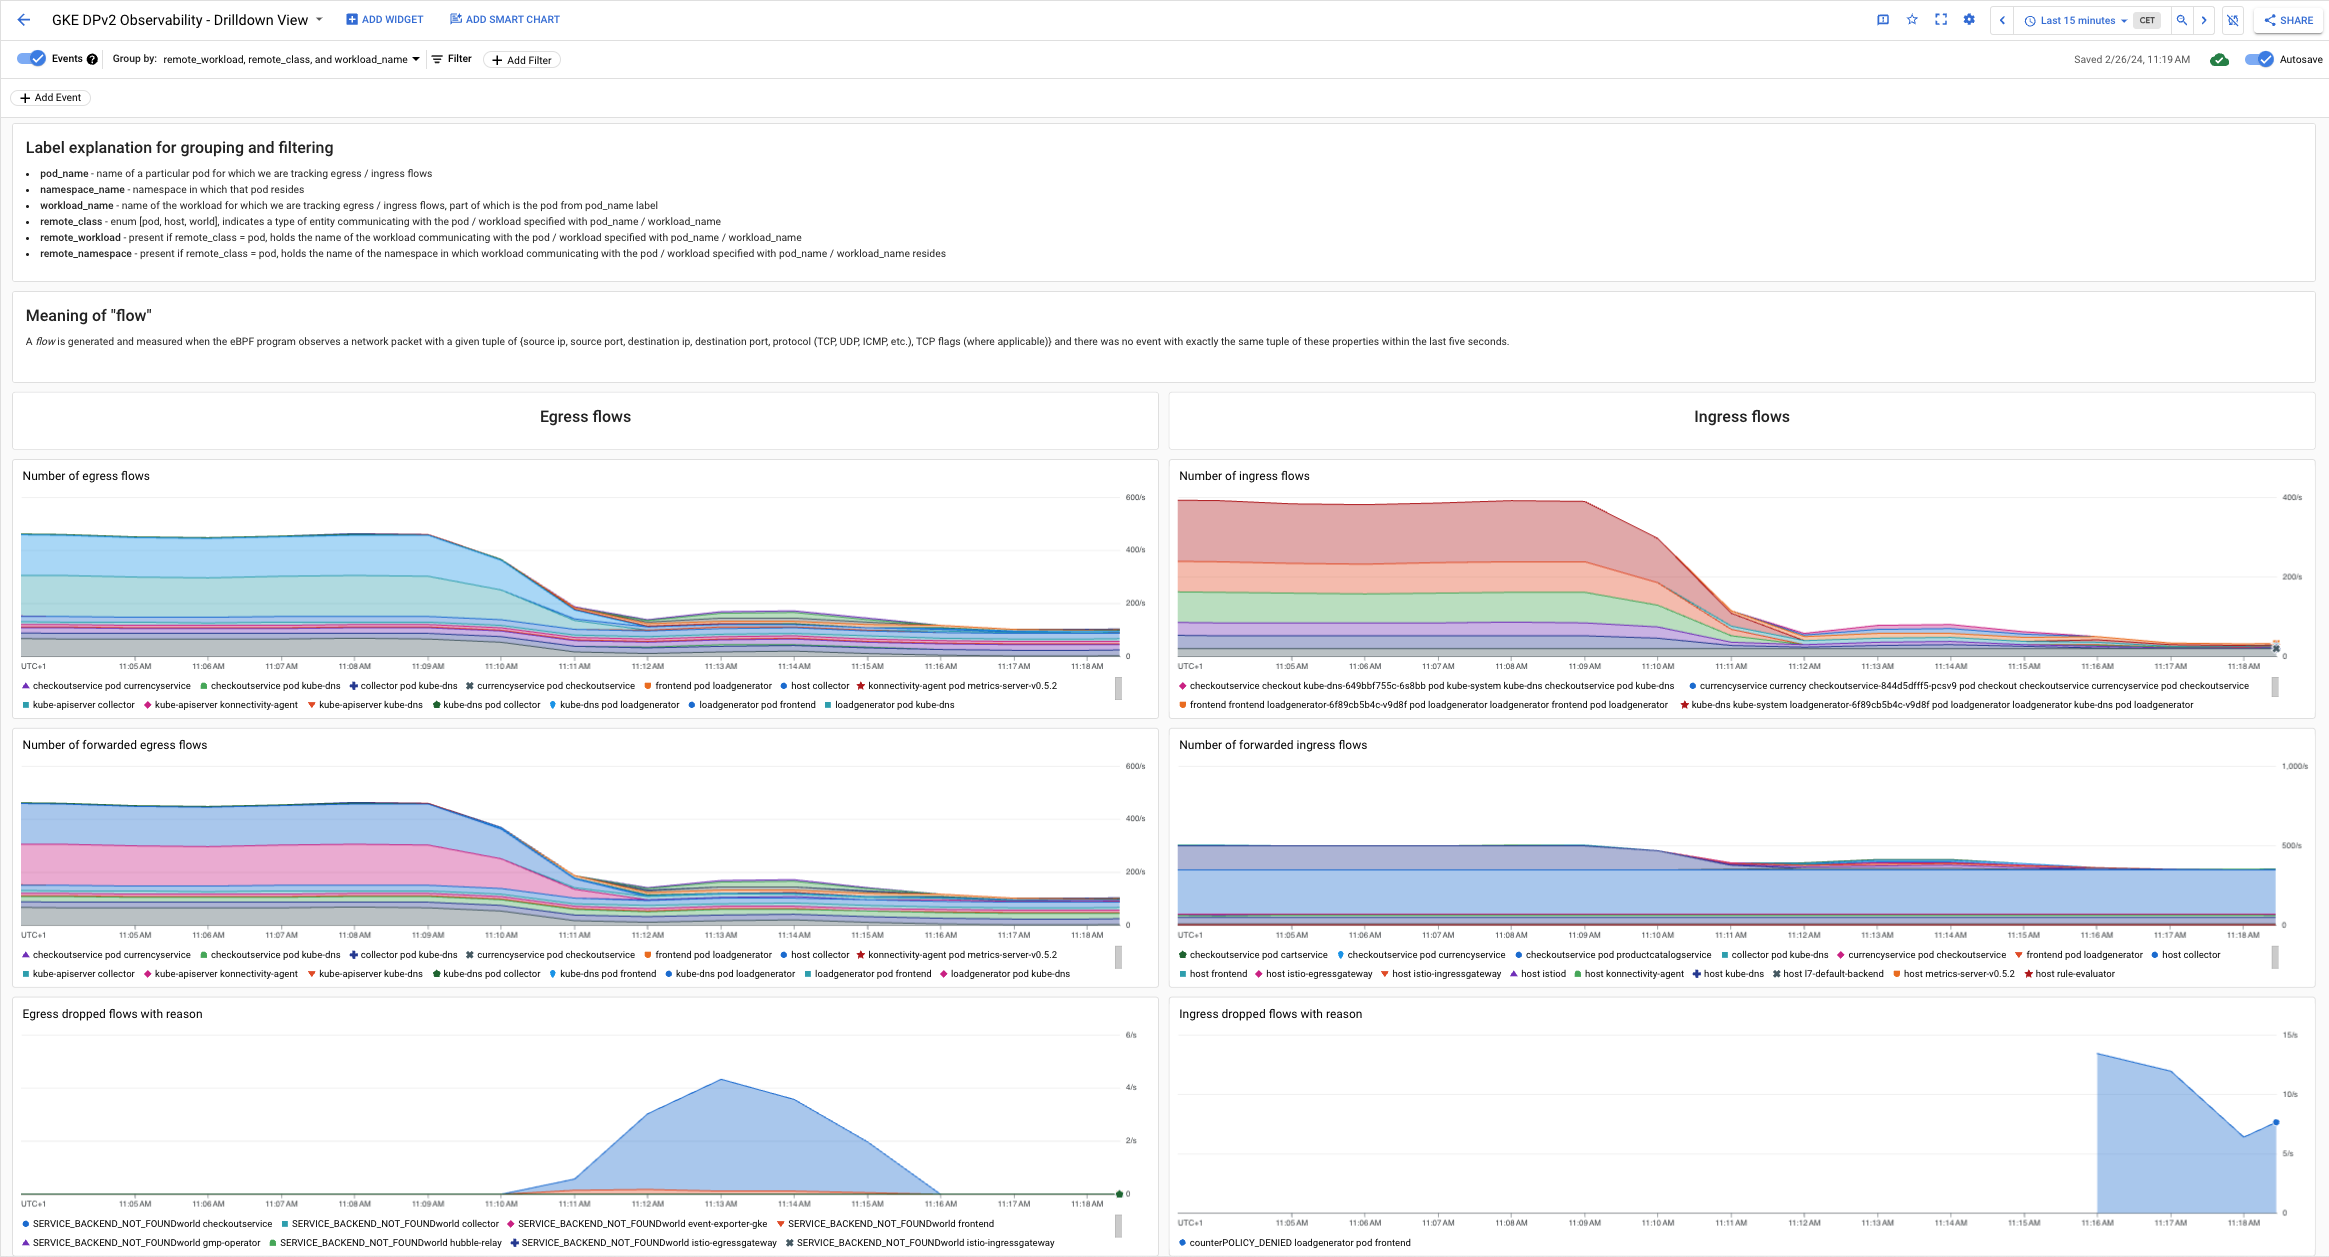 GKE DPv2 Observability - Drilldown View
ADD WIDGET
ADD SMART CHART
Last 15 minutes
CET
SHARE
Events
Group by: remote_workload, remote_class, and workload_name
Filter
Add Filter
Saved 2/26/24, 11:19 AM
Autosave
Add Event
Label explanation for grouping and filtering
• pod_name - name of a particular pod for which we are tracking egress / ingress flows
• namespace_name - namespace in which that pod resides
• workload_name - name of the workload for which we are tracking egress / ingress flows, part of which is the pod from pod_name label
• remote_class - enum [pod, host, world], indicates a type of entity communicating with the pod / workload specified with pod_name / workload_name
• remote_workload - present if remote_class = pod, holds the name of the workload communicating with the pod / workload specified with pod_name / workload_name
• remote_namespace - present if remote_class = pod, holds the name of the namespace in which workload communicating with the pod / workload specified with pod_name / workload_name resides
Meaning of "flow"
A flow is generated and measured when the eBPF program observes a network packet with a given tuple of {source ip, source port, destination ip, destination port, protocol (TCP, UDP, ICMP, etc.), TCP flags (where applicable)} and there was no event with exactly the same tuple of these properties within the last five seconds.
Egress flows
Ingress flows
Number of egress flows
600/s
400/s
200/s
0
UTC+1 11:05 AM 11:06 AM 11:07 AM 11:08 AM 11:09 AM 11:10 AM 11:11 AM 11:12 AM 11:13 AM 11:14 AM 11:15 AM 11:16 AM 11:17 AM 11:18 AM
checkoutservice pod currencyservice checkoutservice pod kube-dns collector pod kube-dns currencyservice pod checkoutservice frontend pod loadgenerator host collector konnectivity-agent pod metrics-server-v0.5.2
kube-apiserver collector kube-apiserver konnectivity-agent kube-apiserver kube-dns kube-dns pod collector kube-dns pod loadgenerator loadgenerator pod frontend loadgenerator pod kube-dns
Number of ingress flows
400/s
200/s
0
UTC+1 11:05 AM 11:06 AM 11:07 AM 11:08 AM 11:09 AM 11:10 AM 11:11 AM 11:12 AM 11:13 AM 11:14 AM 11:15 AM 11:16 AM 11:17 AM 11:18 AM
checkoutservice checkout kube-dns-649bbf755c-6s8bb pod kube-system kube-dns checkoutservice pod kube-dns currencyservice currency checkoutservice-844d5dfff5-pcsv9 pod checkout checkoutservice currencyservice pod checkoutservice
frontend frontend loadgenerator-6f89cb5b4c-v9d8f pod loadgenerator loadgenerator frontend pod loadgenerator kube-dns kube-system loadgenerator-6f89cb5b4c-v9d8f pod loadgenerator loadgenerator kube-dns pod loadgenerator
Number of forwarded egress flows
600/s
400/s
200/s
0
UTC+1 11:05 AM 11:06 AM 11:07 AM 11:08 AM 11:09 AM 11:10 AM 11:11 AM 11:12 AM 11:13 AM 11:14 AM 11:15 AM 11:16 AM 11:17 AM 11:18 AM
checkoutservice pod currencyservice checkoutservice pod kube-dns collector pod kube-dns currencyservice pod checkoutservice frontend pod loadgenerator host collector konnectivity-agent pod metrics-server-v0.5.2
kube-apiserver collector kube-apiserver konnectivity-agent kube-apiserver kube-dns kube-dns pod collector kube-dns pod frontend kube-dns pod loadgenerator loadgenerator pod frontend loadgenerator pod kube-dns
Number of forwarded ingress flows
1,000/s
500/s
0
UTC+1 11:05 AM 11:06 AM 11:07 AM 11:08 AM 11:09 AM 11:10 AM 11:11 AM 11:12 AM 11:13 AM 11:14 AM 11:15 AM 11:16 AM 11:17 AM 11:18 AM
checkoutservice pod cartservice checkoutservice pod currencyservice checkoutservice pod productcatalogservice collector pod kube-dns currencyservice pod checkoutservice frontend pod loadgenerator host collector
host frontend host istio-egressgateway host istio-ingressgateway host istiod host konnectivity-agent host kube-dns host l7-default-backend host metrics-server-v0.5.2 host rule-evaluator
Egress dropped flows with reason
6/s
4/s
2/s
0
UTC+1 11:05 AM 11:06 AM 11:07 AM 11:08 AM 11:09 AM 11:10 AM 11:11 AM 11:12 AM 11:13 AM 11:14 AM 11:15 AM 11:16 AM 11:17 AM 11:18 AM
SERVICE_BACKEND_NOT_FOUNDworld checkoutservice SERVICE_BACKEND_NOT_FOUNDworld collector SERVICE_BACKEND_NOT_FOUNDworld event-exporter-gke SERVICE_BACKEND_NOT_FOUNDworld frontend
SERVICE_BACKEND_NOT_FOUNDworld gmp-operator SERVICE_BACKEND_NOT_FOUNDworld hubble-relay SERVICE_BACKEND_NOT_FOUNDworld istio-egressgateway SERVICE_BACKEND_NOT_FOUNDworld istio-ingressgateway
Ingress dropped flows with reason
15/s
10/s
5/s
0
UTC+1 11:05 AM 11:06 AM 11:07 AM 11:08 AM 11:09 AM 11:10 AM 11:11 AM 11:12 AM 11:13 AM 11:14 AM 11:15 AM 11:16 AM 11:17 AM 11:18 AM
counterPOLICY_DENIED loadgenerator pod frontend